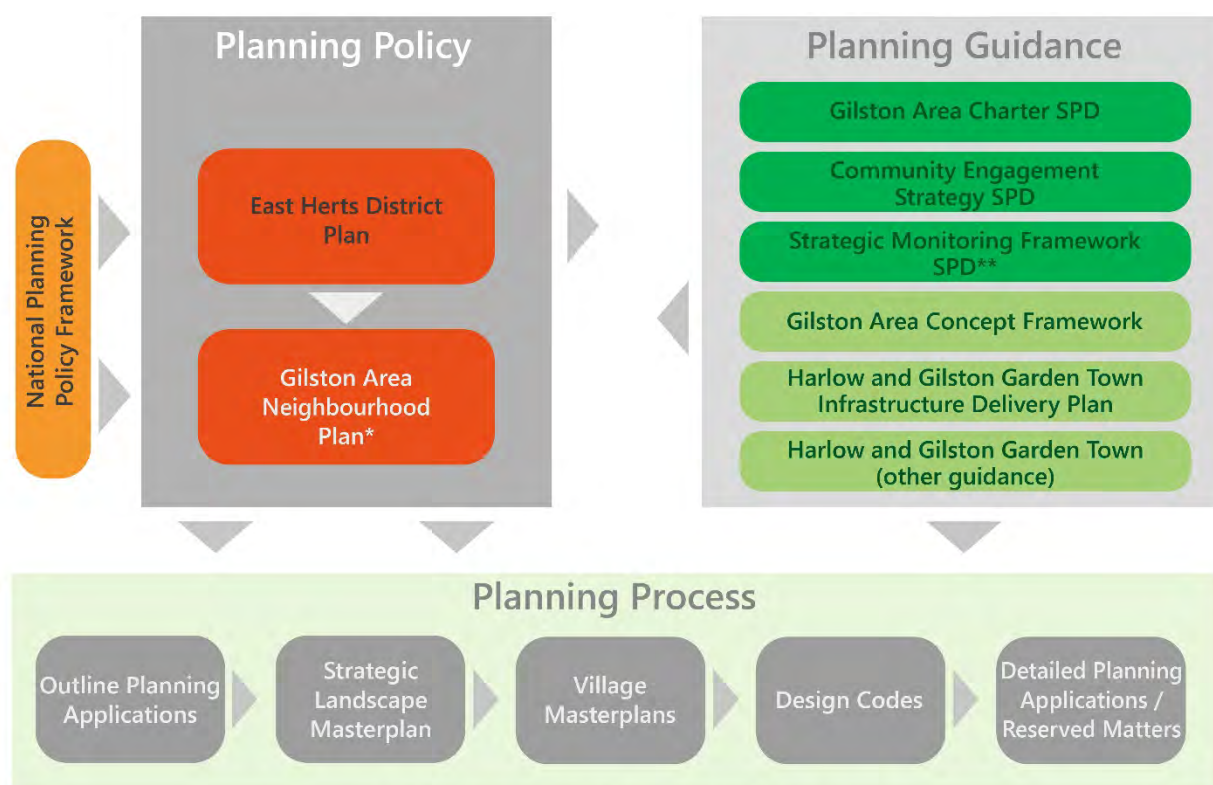 National Planning
Policy Framework
Planning Policy
East Herts District
Plan
Gilston Area
Neighbourhood
Plan*
Planning Guidance
Gilston Area Charter SPD
Community Engagement
Strategy SPD
Strategic Monitoring Framework
SPD**
Gilston Area Concept Framework
Harlow and Gilston Garden Town
Infrastructure Delivery Plan
Harlow and Gilston Garden Town
(other guidance)
Planning Process
Outline Planning
Applications
Strategic
Landscape
Masterplan
Village
Masterplans
Design Codes
Detailed Planning
Applications /
Reserved Matters